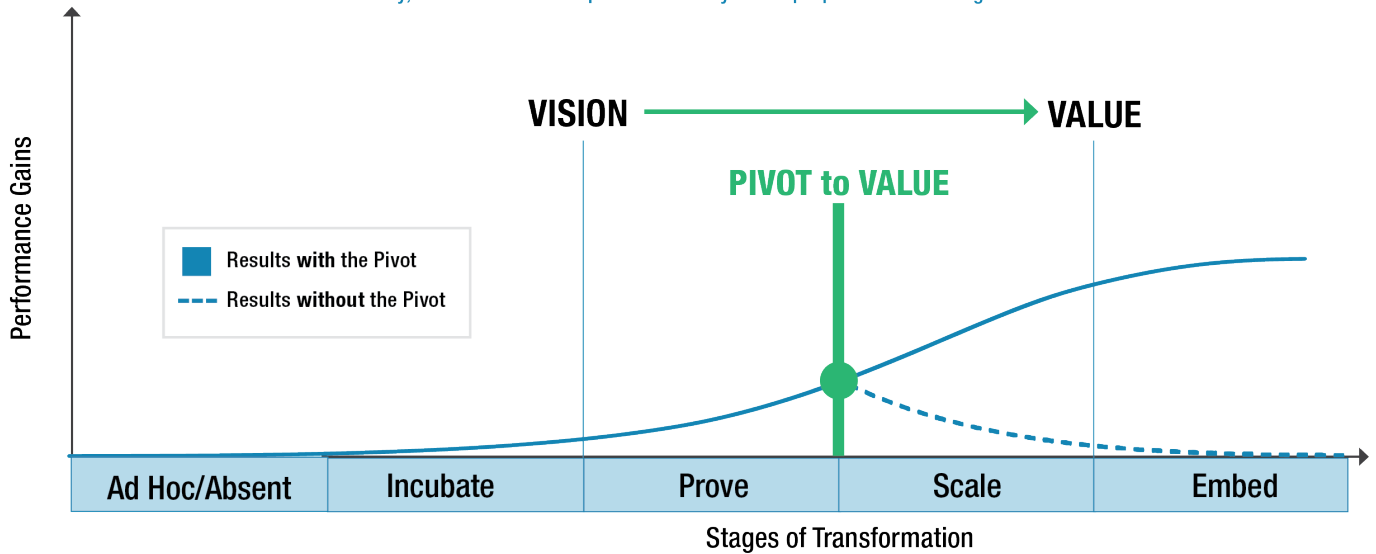 VISION
VALUE
PIVOT to VALUE
Performance Gains
Results with the Pivot
Results without the Pivot
Ad Hoc/Absent
Incubate
Prove
Scale
Embed
Stages of Transformation